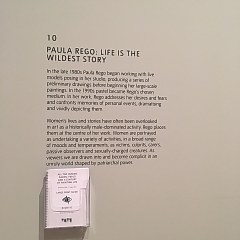 10
PAULA REGO: LIFE IS THE
WILDEST STORY
In the late 1980s Paula Rego began working with live
models posing in her studio, producing a series of
preliminary drawings before beginning her large-scale
paintings. In the 1990s pastel became Rego's chosen
medium. In her work, Rego addresses her desires and fears
and confronts memories of personal events, dramatising
and vividly depicting them.
Women's lives and stories have often been overlooked
in art as a historically male-dominated activity. Rego places
them at the centre of her work. Women are portrayed
as undertaking a variety of activities, in a broad range
of moods and temperaments, as victims, culprits, carers,
passive observers and sexually-charged creatures. As
viewers we are drawn into and become complicit in an
unruly world shaped by patriarchal power.
TATE